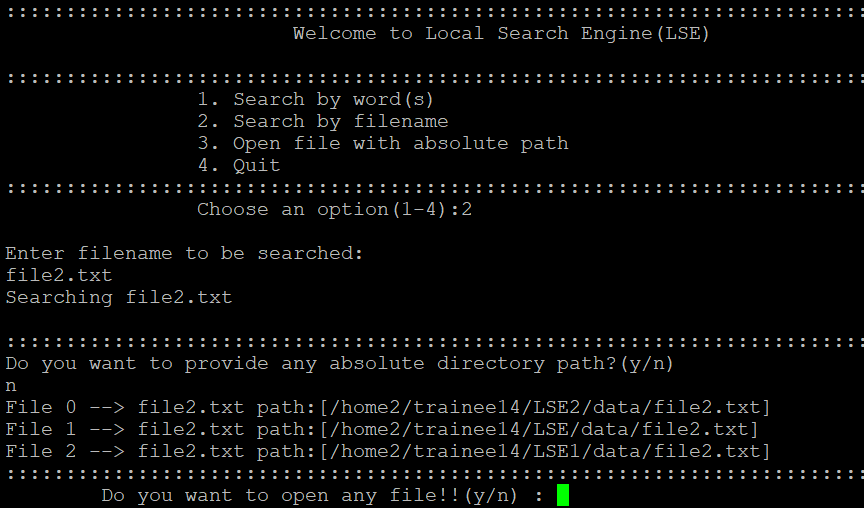 ::::::::::::::::::::::::::::::::::::::::::::::::::::::::::::::::::::::::
Welcome to Local Search Engine(LSE)
::::::::::::::::::::::::::::::::::::::::::::::::::::::::::::::::::::::::
1. Search by word(s)
2. Search by filename
3. Open file with absolute path
4. Quit
::::::::::::::::::::::::::::::::::::::::::::::::::::::::::::::::::::::::
Choose an option(1-4):2
Enter filename to be searched:
file2.txt
Searching file2.txt
::::::::::::::::::::::::::::::::::::::::::::::::::::::::::::::::::::::::
Do you want to provide any absolute directory path?(y/n)
n
File 0 --> file2.txt path:[/home2/trainee14/LSE2/data/file2.txt]
File 1 --> file2.txt path:[/home2/trainee14/LSE/data/file2.txt]
File 2 --> file2.txt path:[/home2/trainee14/LSE1/data/file2.txt]
::::::::::::::::::::::::::::::::::::::::::::::::::::::::::::::::::::::::
Do you want to open any file!!(y/n) :